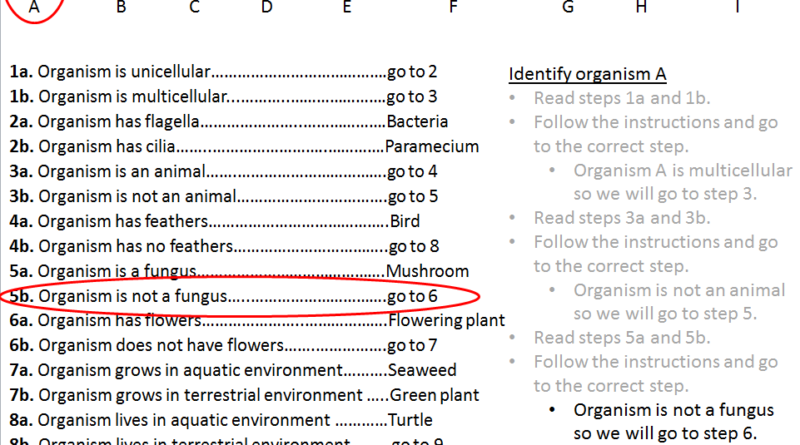 A B C D E F G H I
1a. Organism is unicellular……………………………….go to 2
1b. Organism is multicellular...…………………………go to 3
2a. Organism has flagella………………………………Bacteria
2b. Organism has cilia……..……………………………Paramecium
3a. Organism is an animal………………………………go to 4
3b. Organism is not an animal…………………………go to 5
4a. Organism has feathers……………………………..Bird
4b. Organism has no feathers…………………………go to 8
5a. Organism is a fungus………………………………Mushroom
5b. Organism is not a fungus….………………………go to 6
6a. Organism has flowers………………………………Flowering plant
6b. Organism does not have flowers…………………go to 7
7a. Organism grows in aquatic environment……….Seaweed
7b. Organism grows in terrestrial environment …..Green plant
8a. Organism lives in aquatic environment …………Turtle
8b. Organism lives in terrestrial environment……..go to 9
Identify organism A
• Read steps 1a and 1b.
• Follow the instructions and go
to the correct step.
• Organism A is multicellular
so we will go to step 3.
• Read steps 3a and 3b.
• Follow the instructions and go
to the correct step.
• Organism is not an animal
so we will go to step 5.
• Read steps 5a and 5b.
• Follow the instructions and go
to the correct step.
• Organism is not a fungus
so we will go to step 6.